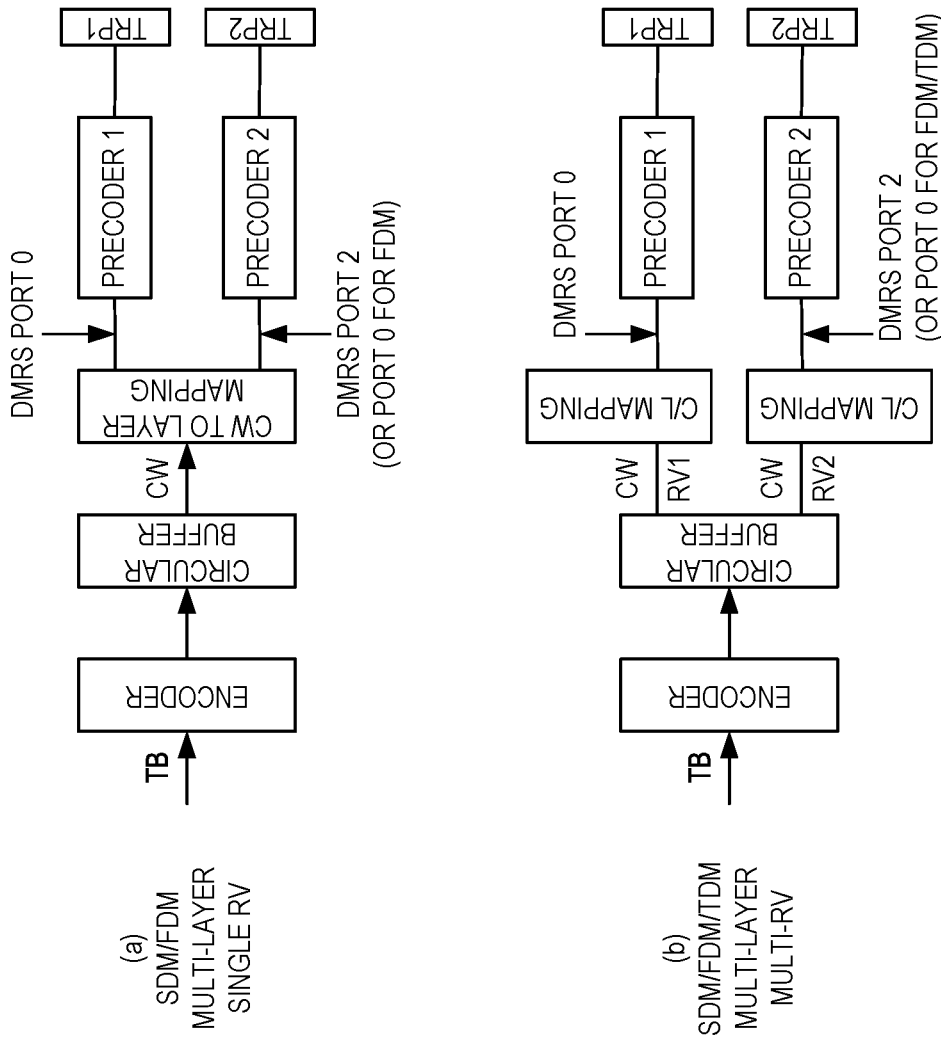 (a)
SDM/FDM
MULTI-LAYER
SINGLE RV
TB
ENCODER
CIRCULAR
BUFFER
CW
CW TO LAYER
MAPPING
DMRS PORT 0
DMRS PORT 2
(OR PORT 0 FOR FDM)
PRECODER 1
PRECODER 2
TRP1
TRP2
(b)
SDM/FDM/TDM
MULTI-LAYER
MULTI-RV
TB
ENCODER
CIRCULAR
BUFFER
CW
RV1
CW
RV2
C/L MAPPING
C/L MAPPING
DMRS PORT 0
DMRS PORT 2
(OR PORT 0 FOR FDM/TDM)
PRECODER 1
PRECODER 2
TRP1
TRP2